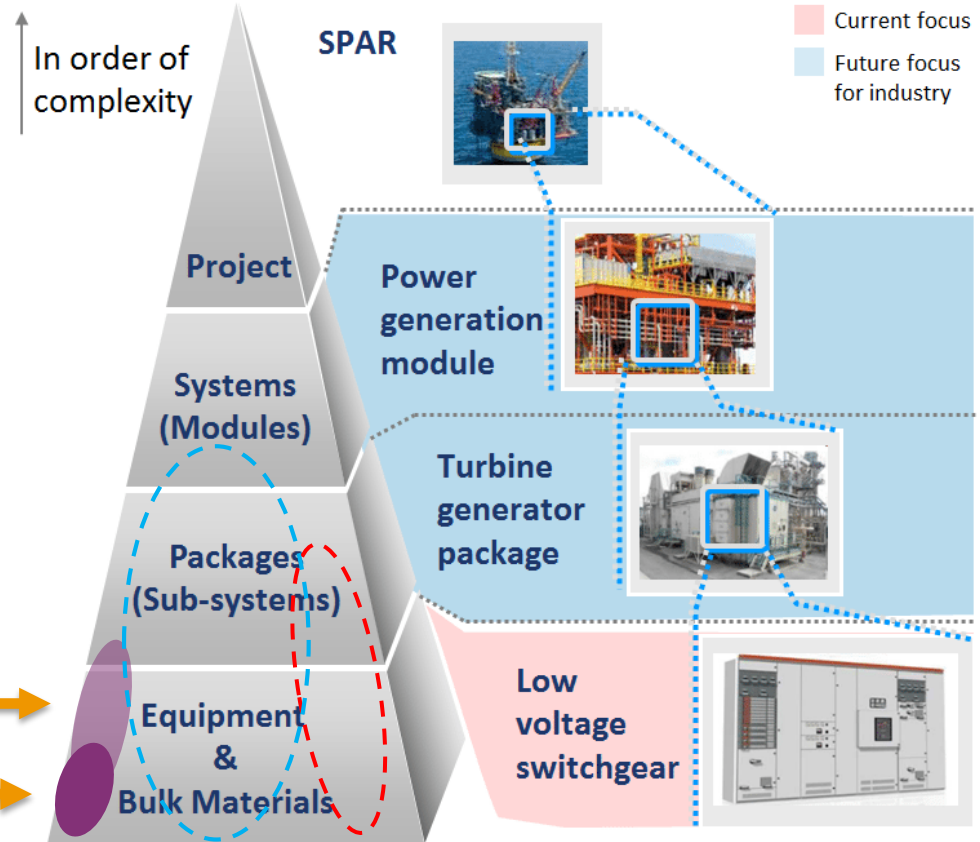 In order of
complexity
SPAR
Current focus
Future focus
for industry
Project
Power
generation
module
Systems
(Modules)
Turbine
generator
package
Packages
(Sub-systems)
Low
voltage
switchgear
Equipment
&
Bulk Materials